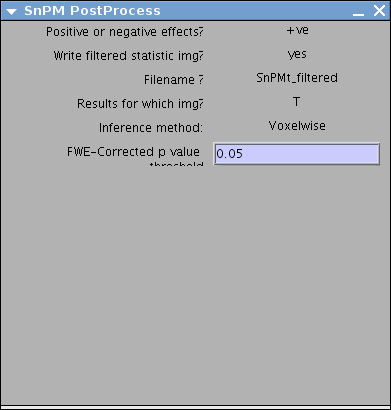 SnPM PostProcess
Positive or negative effects? +ve
Write filtered statistic img? yes
Filename ? SnPMt_filtered
Results for which img? T
Inference method: Voxelwise
FWE-Corrected p value 0.05
threshold